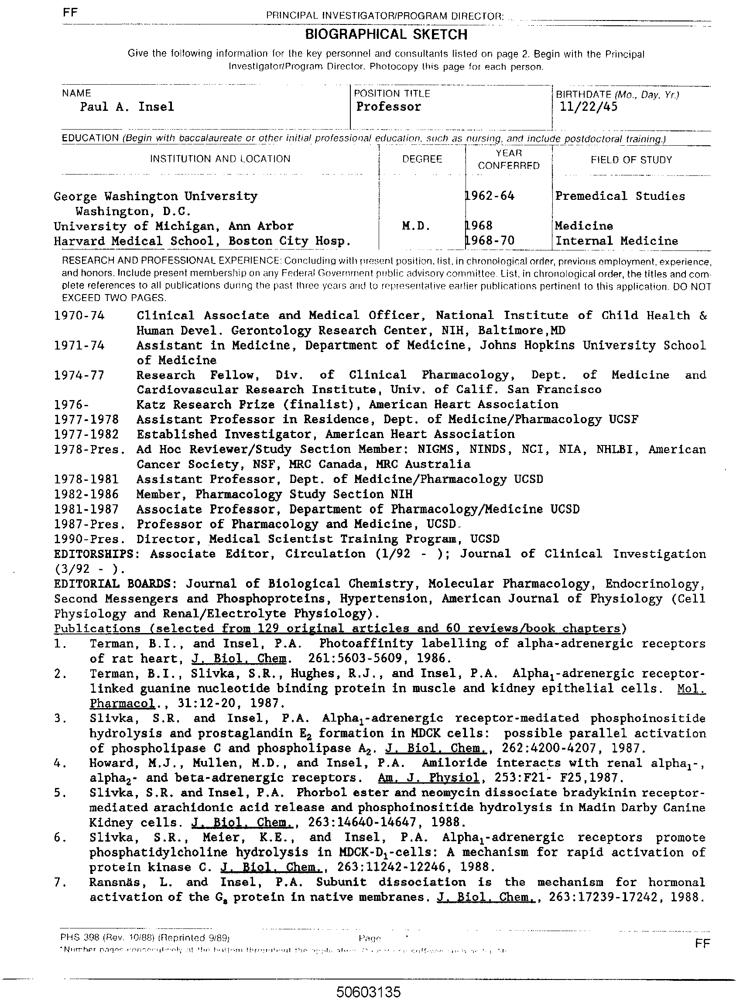 FF
PRINCIPAL INVESTIGATOR/PROGRAM DIRECTOR:
BIOGRAPHICAL SKETCH
Give the following information for the key personnel and consultants listed on page 2. Begin with the Principal
Investigator/Program Director. Photocopy this page for each person.
NAME POSITION TITLE BIRTHDATE (Mo., Day, Yr.)
Paul A. Insel Professor 11/22/45
EDUCATION (Begin with baccalaureate or other initial professional education, such as nursing, and include postdoctoral training.)
INSTITUTION AND LOCATION DEGREE YEAR CONFERRED FIELD OF STUDY
George Washington University 1962-64 Premedical Studies
Washington, D.C.
University of Michigan, Ann Arbor M.D. 1968 Medicine
Harvard Medical School, Boston City Hosp. 1968-70 Internal Medicine
RESEARCH AND PROFESSIONAL EXPERIENCE: Concluding with present position, list, in chronological order, previous employment, experience,
and honors. Include present membership on any Federal Government public advisory committee. List, in chronological order, the titles and com-
plete references to all publications during the past three years and to representative earlier publications pertinent to this application. DO NOT
EXCEED TWO PAGES.
1970-74 Clinical Associate and Medical Officer, National Institute of Child Health &
Human Devel. Gerontology Research Center, NIH, Baltimore,MD
1971-74 Assistant in Medicine, Department of Medicine, Johns Hopkins University School
of Medicine
1974-77 Research Fellow, Div. of Clinical Pharmacology, Dept. of Medicine and
Cardiovascular Research Institute, Univ. of Calif. San Francisco
1976- Katz Research Prize (finalist), American Heart Association
1977-1978 Assistant Professor in Residence, Dept. of Medicine/Pharmacology UCSF
1977-1982 Established Investigator, American Heart Association
1978-Pres. Ad Hoc Reviewer/Study Section Member: NIGMS, NINDS, NCI, NIA, NHLBI, American
Cancer Society, NSF, MRC Canada, MRC Australia
1978-1981 Assistant Professor, Dept. of Medicine/Pharmacology UCSD
1982-1986 Member, Pharmacology Study Section NIH
1981-1987 Associate Professor, Department of Pharmacology/Medicine UCSD
1987-Pres. Professor of Pharmacology and Medicine, UCSD.
1990-Pres. Director, Medical Scientist Training Program, UCSD
EDITORSHIPS: Associate Editor, Circulation (1/92 - ); Journal of Clinical Investigation
(3/92 - ).
EDITORIAL BOARDS: Journal of Biological Chemistry, Molecular Pharmacology, Endocrinology,
Second Messengers and Phosphoproteins, Hypertension, American Journal of Physiology (Cell
Physiology and Renal/Electrolyte Physiology).
Publications (selected from 129 original articles and 60 reviews/book chapters)
1. Terman, B.I., and Insel, P.A. Photoaffinity labelling of alpha-adrenergic receptors
of rat heart, J. Biol. Chem. 261:5603-5609, 1986.
2. Terman, B.I., Slivka, S.R., Hughes, R.J., and Insel, P.A. Alpha₁-adrenergic receptor-
linked guanine nucleotide binding protein in muscle and kidney epithelial cells. Mol.
Pharmacol., 31:12-20, 1987.
3. Slivka, S.R. and Insel, P.A. Alpha₁-adrenergic receptor-mediated phosphoinositide
hydrolysis and prostaglandin E₂ formation in MDCK cells: possible parallel activation
of phospholipase C and phospholipase A₂. J. Biol. Chem., 262:4200-4207, 1987.
4. Howard, M.J., Mullen, M.D., and Insel, P.A. Amiloride interacts with renal alpha₁-,
alpha₂- and beta-adrenergic receptors. Am. J. Physiol, 253:F21- F25,1987.
5. Slivka, S.R. and Insel, P.A. Phorbol ester and neomycin dissociate bradykinin receptor-
mediated arachidonic acid release and phosphoinositide hydrolysis in Madin Darby Canine
Kidney cells. J. Biol. Chem., 263:14640-14647, 1988.
6. Slivka, S.R., Meier, K.E., and Insel, P.A. Alpha₁-adrenergic receptors promote
phosphatidylcholine hydrolysis in MDCK-D₁-cells: A mechanism for rapid activation of
protein kinase C. J. Biol. Chem., 263:11242-12246, 1988.
7. Ransnäs, L. and Insel, P.A. Subunit dissociation is the mechanism for hormonal
activation of the Gₛ protein in native membranes. J. Biol. Chem., 263:17239-17242, 1988.
PHS 398 (Rev. 10/88) (Reprinted 9/89) Page FF
*Number pages consecutively at the bottom throughout the
50603135